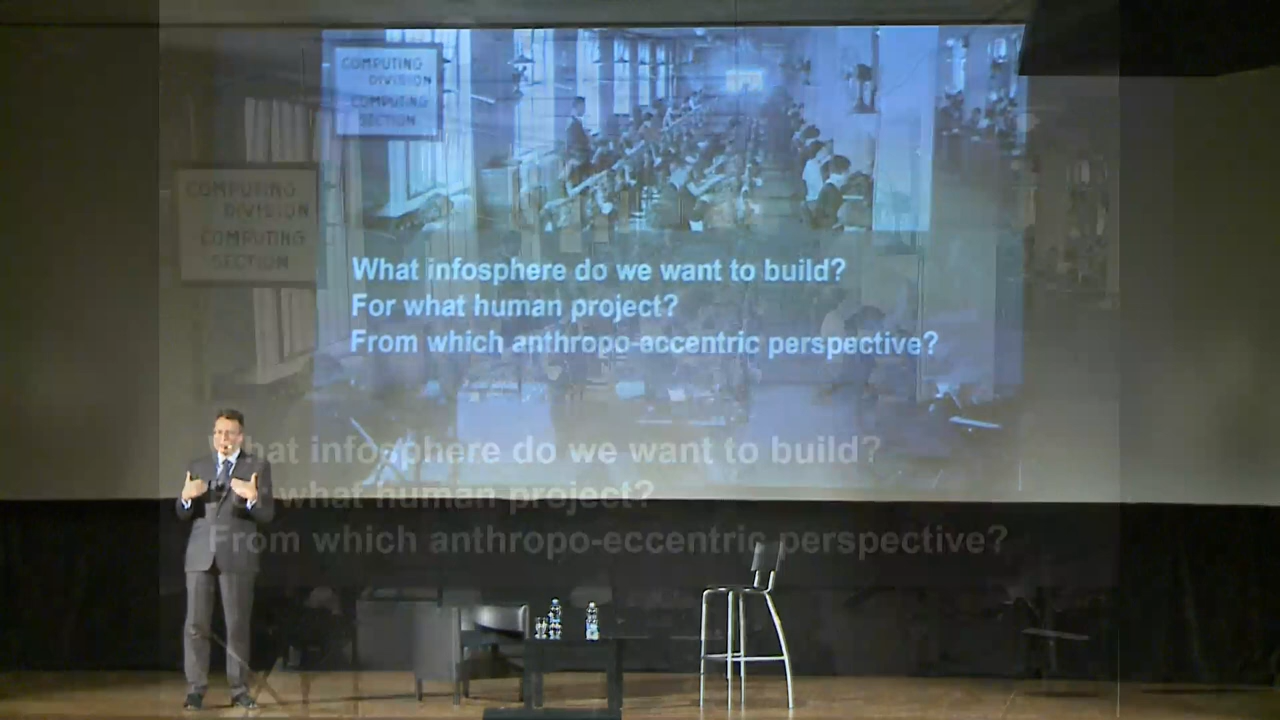 COMPUTING
DIVISION
COMPUTING
SECTION
What infosphere do we want to build?
For what human project?
From which anthropo-eccentric perspective?
COMPUTING
DIVISION
COMPUTING
SECTION
What infosphere do we want to build?
what human project?
From which anthropo-eccentric perspective?